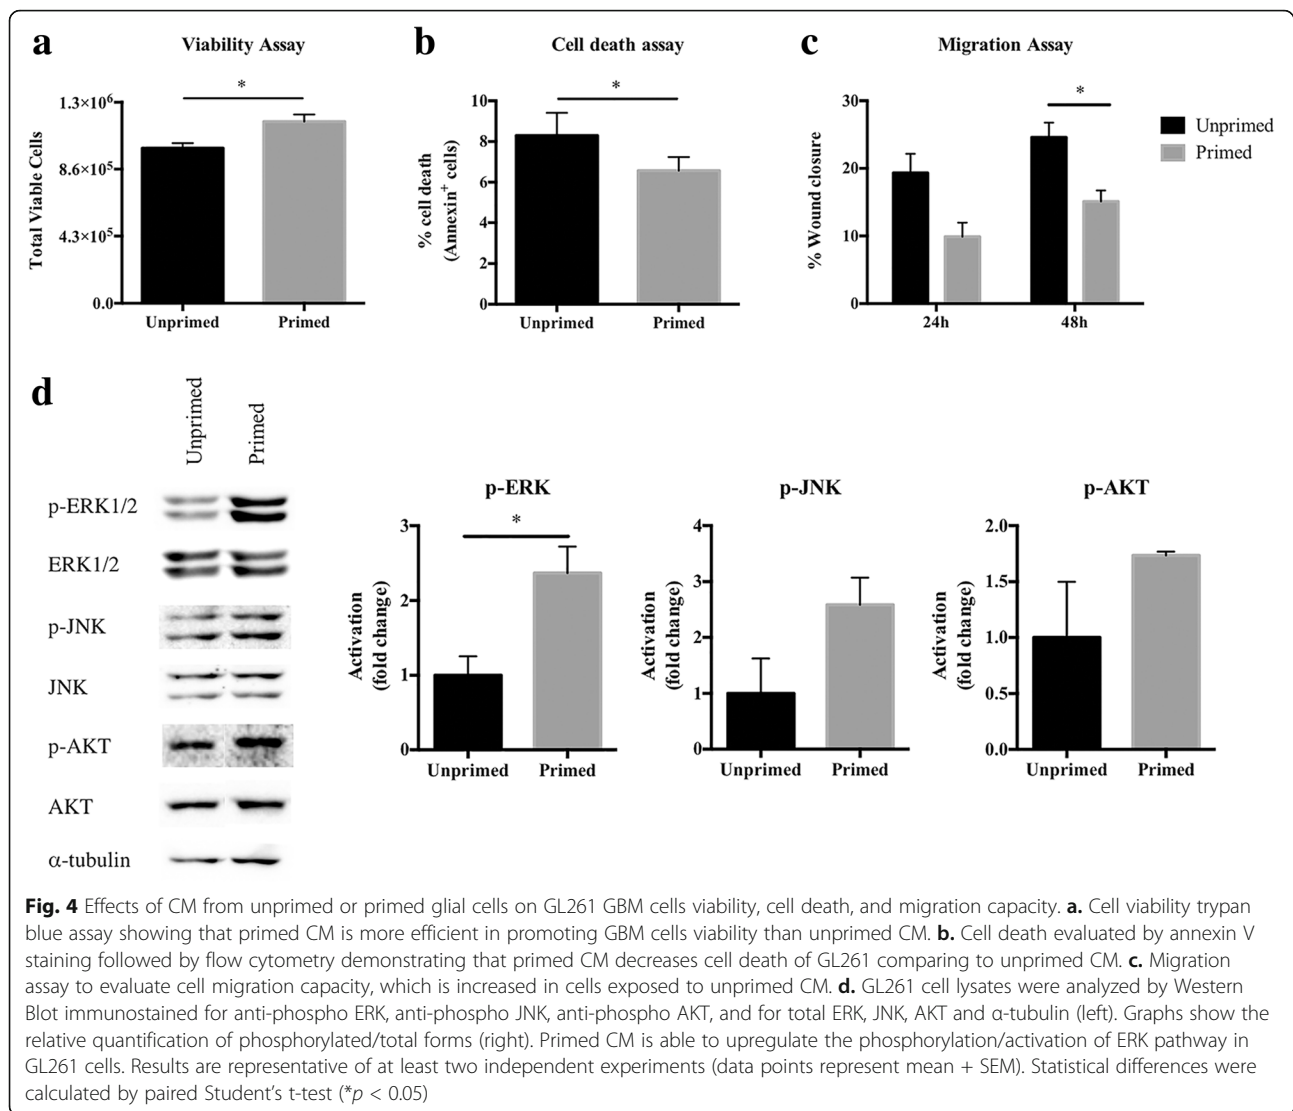 a
Viability Assay
*
1.3×10⁶
8.6×10⁵
4.3×10⁵
0.0
Total Viable Cells
Unprimed Primed
b
Cell death assay
*
10
8
6
4
2
0
% cell death
(Annexin⁺ cells)
Unprimed Primed
c
Migration Assay
*
30
20
10
0
% Wound closure
24h 48h
Unprimed
Primed
d
Unprimed
Primed
p-ERK1/2
ERK1/2
p-JNK
JNK
p-AKT
AKT
α-tubulin
p-ERK
*
3
2
1
0
Activation
(fold change)
Unprimed Primed
p-JNK
4
3
2
1
0
Activation
(fold change)
Unprimed Primed
p-AKT
2.0
1.5
1.0
0.5
0.0
Activation
(fold change)
Unprimed Primed
Fig. 4 Effects of CM from unprimed or primed glial cells on GL261 GBM cells viability, cell death, and migration capacity. a. Cell viability trypan
blue assay showing that primed CM is more efficient in promoting GBM cells viability than unprimed CM. b. Cell death evaluated by annexin V
staining followed by flow cytometry demonstrating that primed CM decreases cell death of GL261 comparing to unprimed CM. c. Migration
assay to evaluate cell migration capacity, which is increased in cells exposed to unprimed CM. d. GL261 cell lysates were analyzed by Western
Blot immunostained for anti-phospho ERK, anti-phospho JNK, anti-phospho AKT, and for total ERK, JNK, AKT and α-tubulin (left). Graphs show the
relative quantification of phosphorylated/total forms (right). Primed CM is able to upregulate the phosphorylation/activation of ERK pathway in
GL261 cells. Results are representative of at least two independent experiments (data points represent mean + SEM). Statistical differences were
calculated by paired Student's t-test (*p < 0.05)